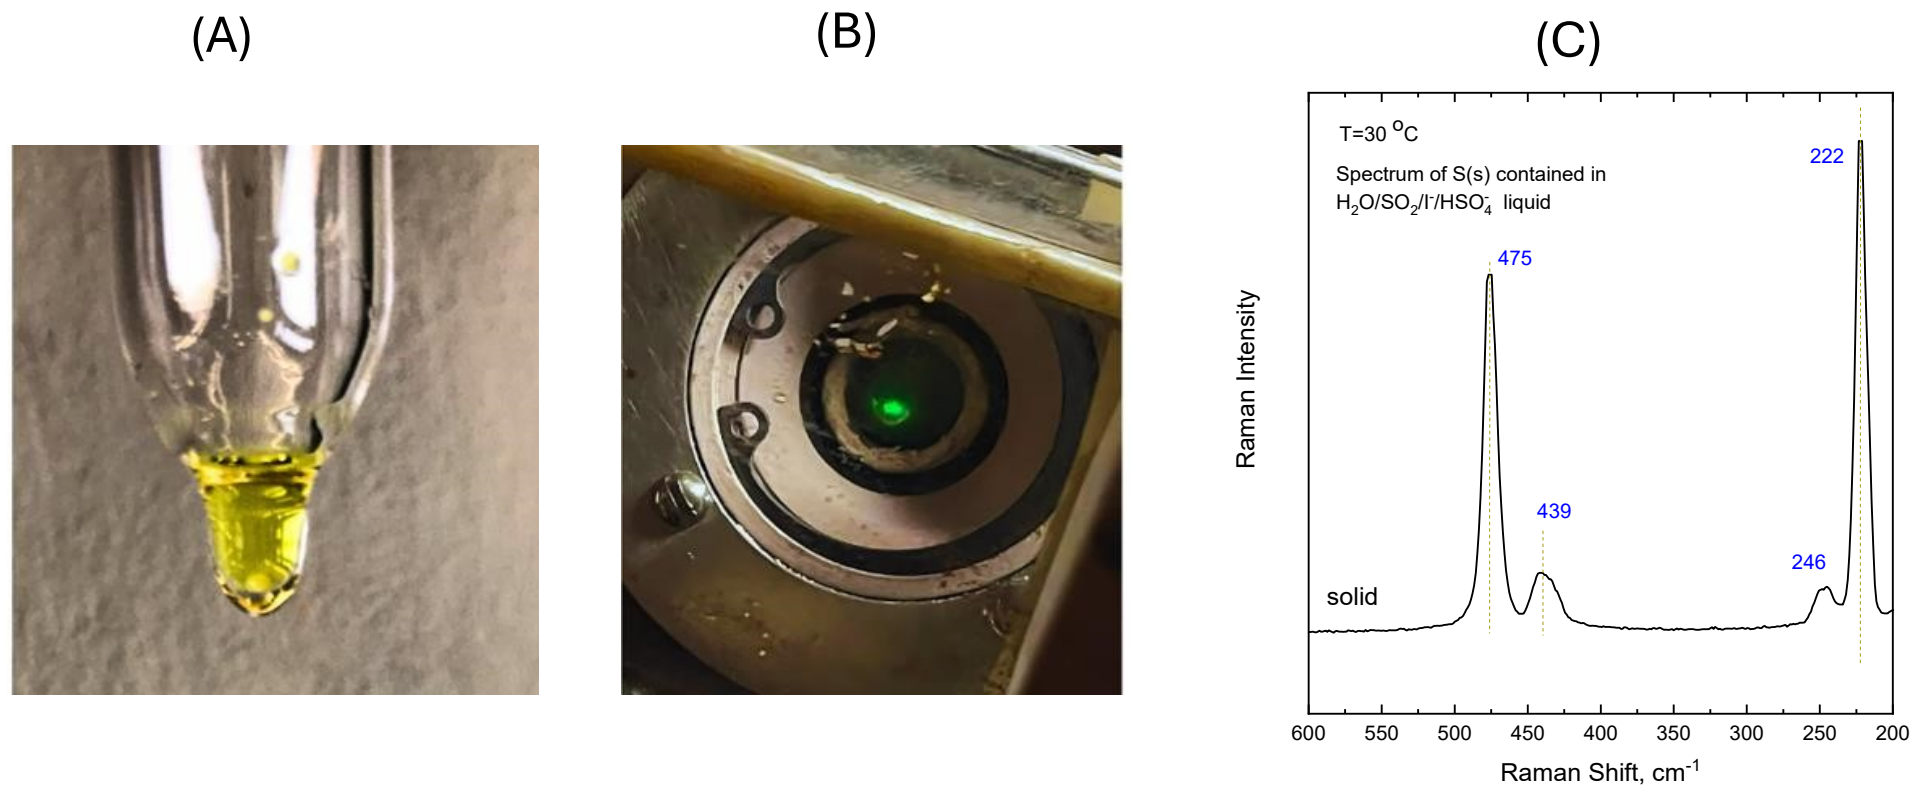 (A)
(B)
(C)
T=30 °C
Spectrum of S(s) contained in
H₂O/SO₂/I⁻/HSO₄⁻ liquid
222
475
439
246
solid
Raman Intensity
600 550 500 450 400 350 300 250 200
Raman Shift, cm⁻¹